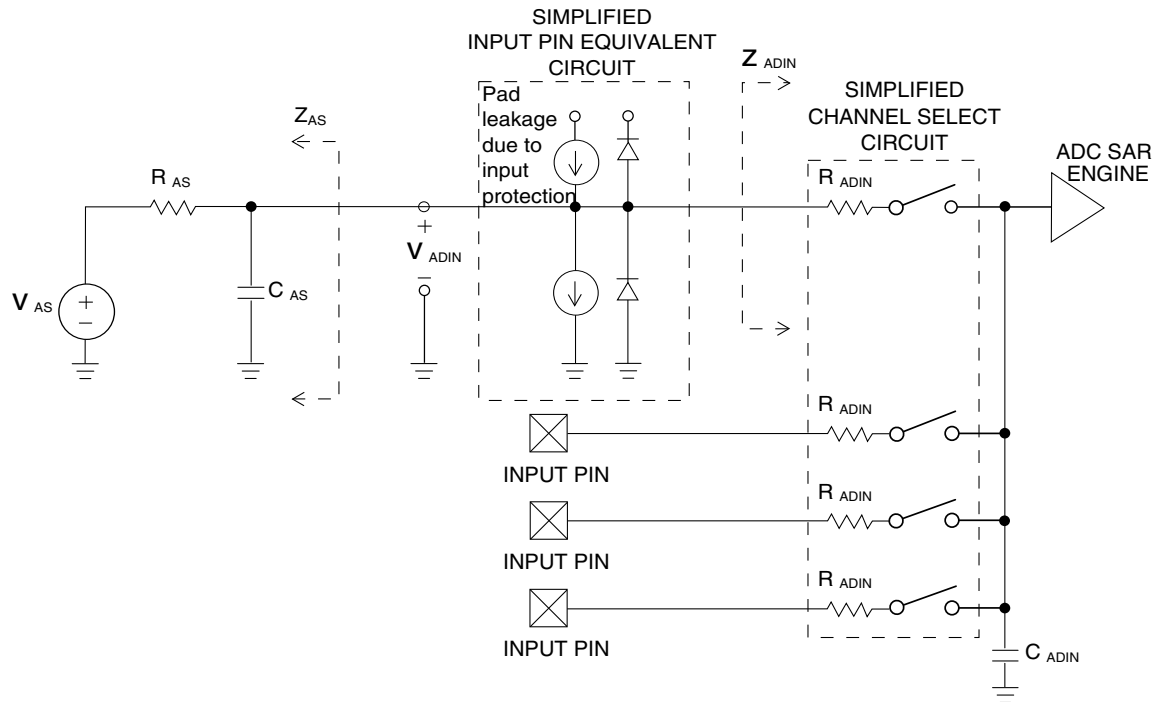 SIMPLIFIED
INPUT PIN EQUIVALENT
CIRCUIT
Pad
leakage
due to
input
protection
Z ADIN
SIMPLIFIED
CHANNEL SELECT
CIRCUIT
ADC SAR
ENGINE
ZAS
R AS
R ADIN
+
V ADIN
–
V AS
+
–
C AS
R ADIN
INPUT PIN
R ADIN
INPUT PIN
R ADIN
INPUT PIN
C ADIN